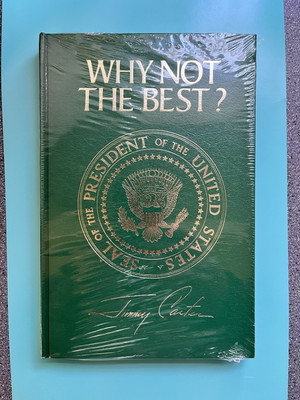 WHY NOT
THE BEST?
SEAL OF THE PRESIDENT OF THE UNITED STATES
Jimmy Carter